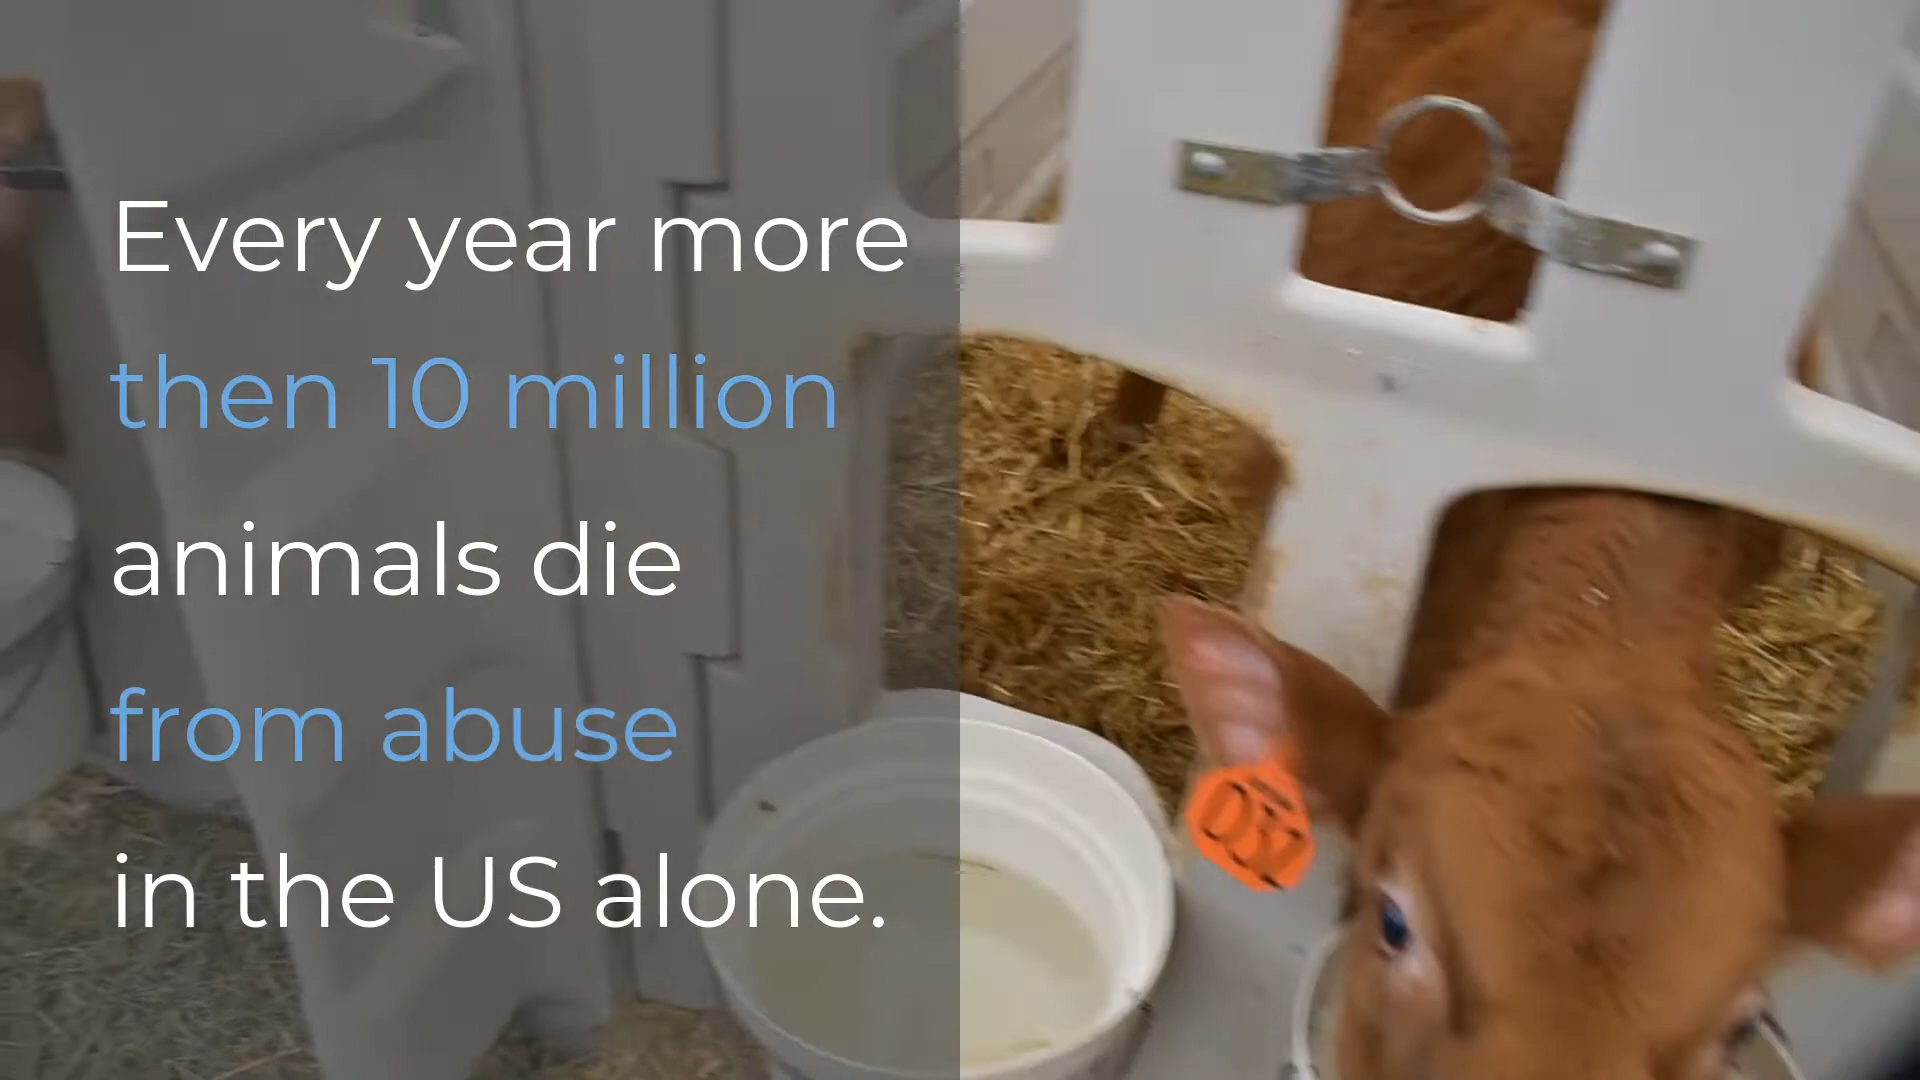 Every year more
then 10 million
animals die
from abuse
in the US alone.